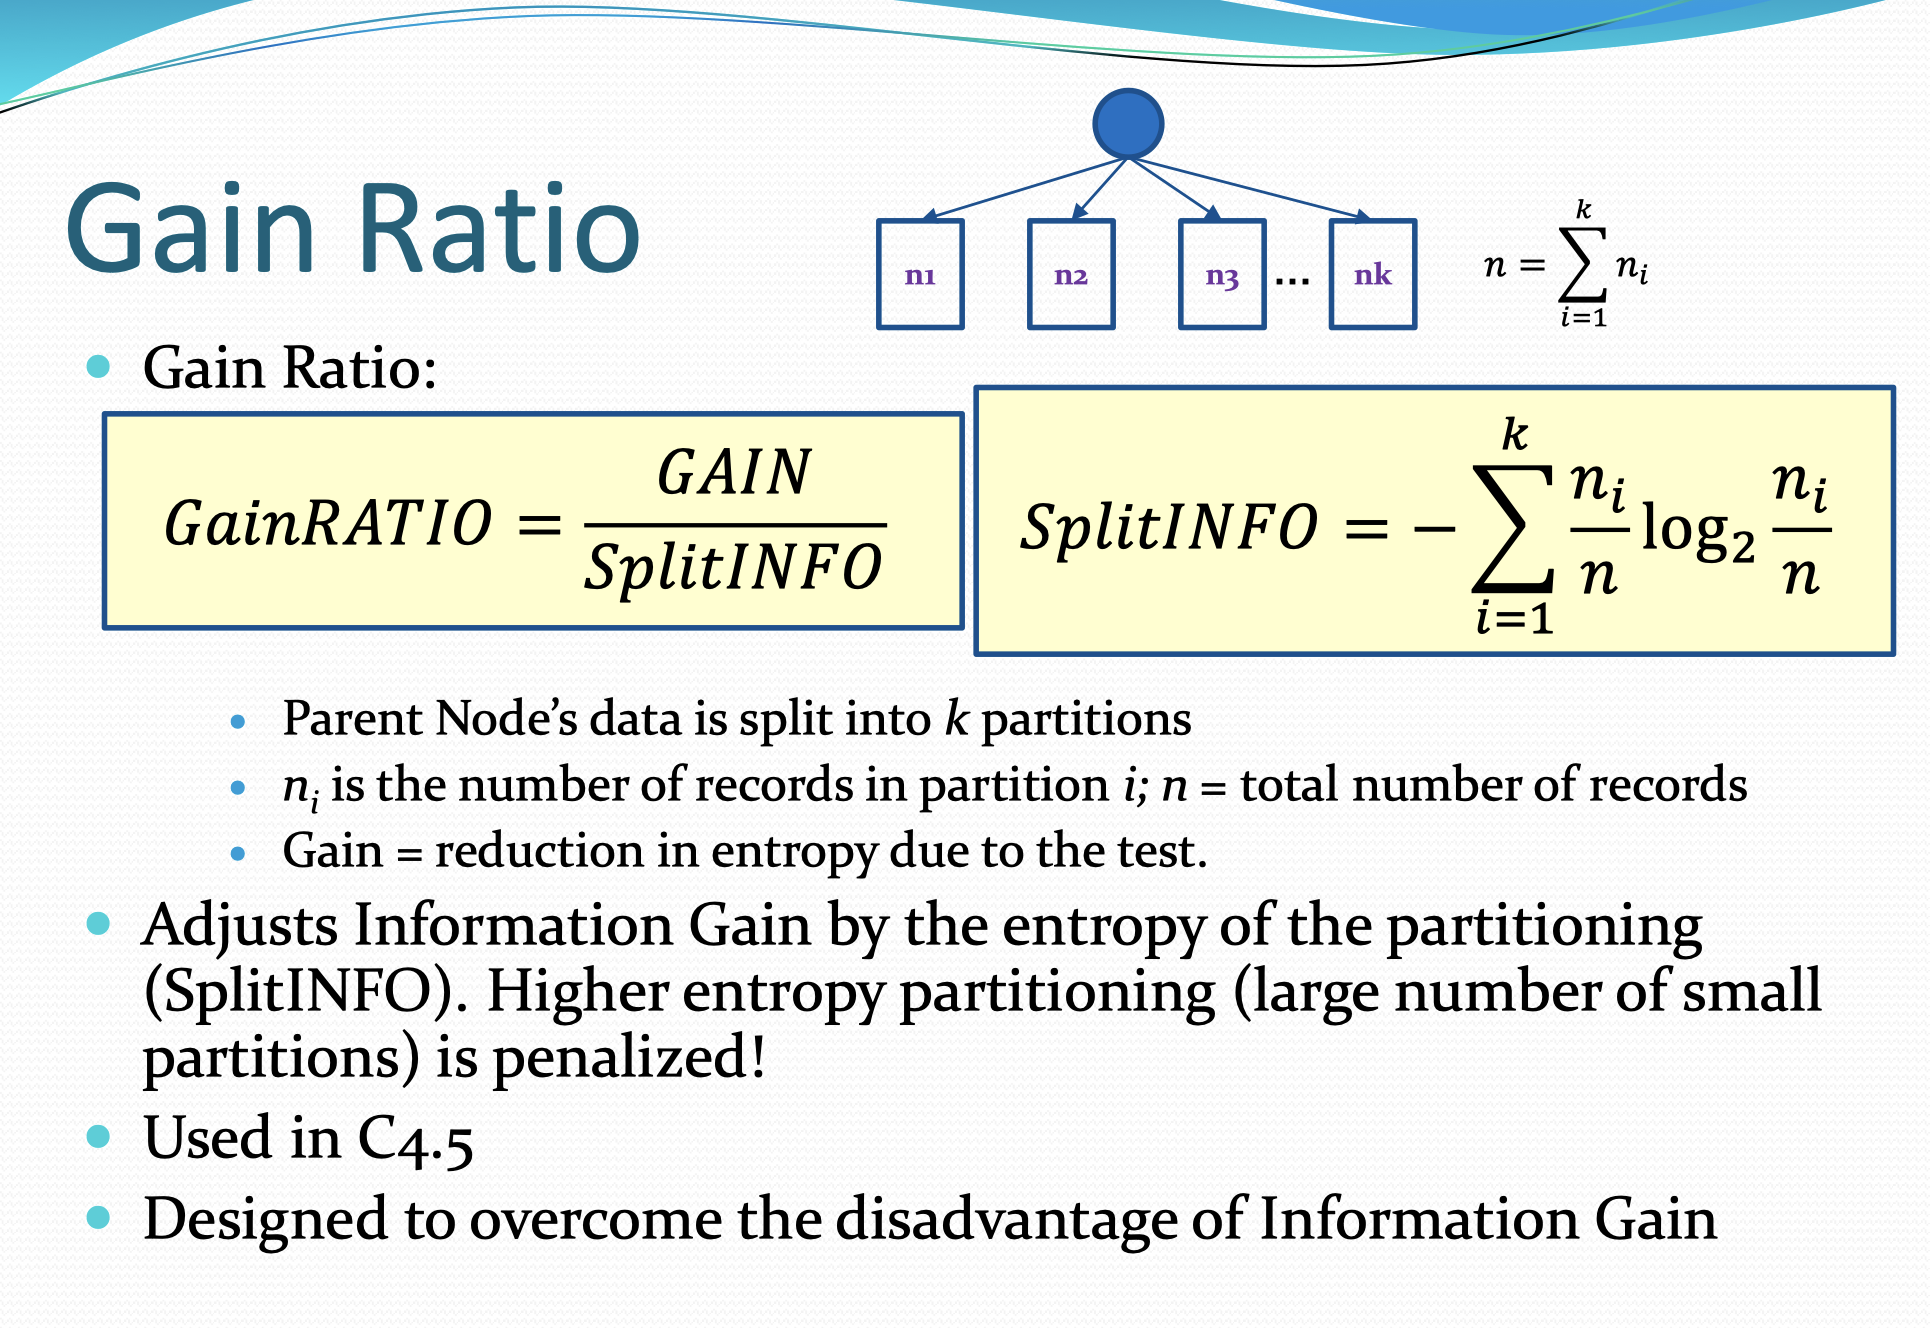 Gain Ratio
n1 n2 n3 ... nk
n = \sum_{i=1}^{k} n_i
Gain Ratio:
GainRATIO = \frac{GAIN}{SplitINFO}
SplitINFO = - \sum_{i=1}^{k} \frac{n_i}{n} \log_2 \frac{n_i}{n}
Parent Node's data is split into k partitions
n_i is the number of records in partition i; n = total number of records
Gain = reduction in entropy due to the test.
Adjusts Information Gain by the entropy of the partitioning
(SplitINFO). Higher entropy partitioning (large number of small
partitions) is penalized!
Used in C4.5
Designed to overcome the disadvantage of Information Gain